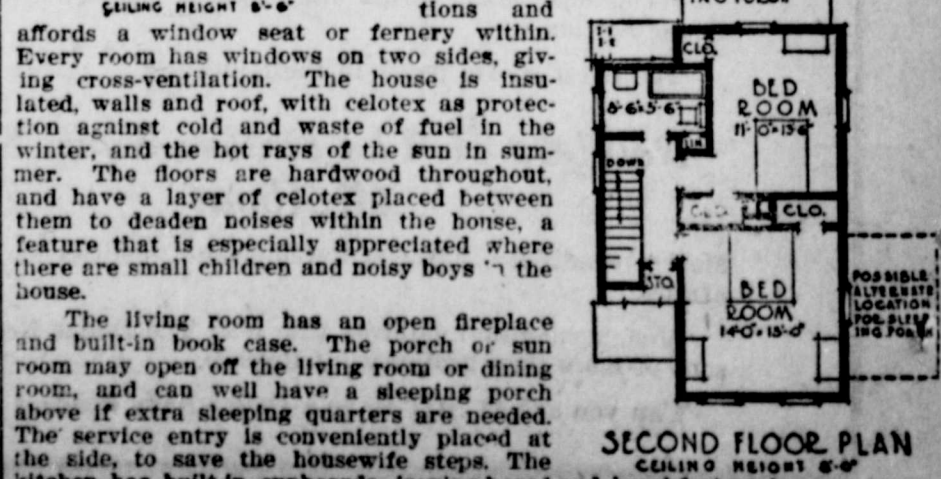 CEILING HEIGHT 8'-6"
tions and
affords a window seat or fernery within.
Every room has windows on two sides, giv-
ing cross-ventilation. The house is insu-
lated, walls and roof, with celotex as protec-
tion against cold and waste of fuel in the
winter, and the hot rays of the sun in sum-
mer. The floors are hardwood throughout,
and have a layer of celotex placed between
them to deaden noises within the house, a
feature that is especially appreciated where
there are small children and noisy boys in the
house.
The living room has an open fireplace
and built-in book case. The porch or sun
room may open off the living room or dining
room, and can well have a sleeping porch
above if extra sleeping quarters are needed.
The service entry is conveniently placed at
the side, to save the housewife steps. The
kitchen has built-in
CLO.
BED
ROOM
11'-0"x15-6"
8'-6"x5'-6"
LIN
DOWN
CLO.
CLO.
STO.
BED
ROOM
14'-0"x15'-0"
POSSIBLE
ALTERNATE
LOCATION
FOR SLEEP
ING PORCH
SECOND FLOOR PLAN
CEILING HEIGHT 8'-0"